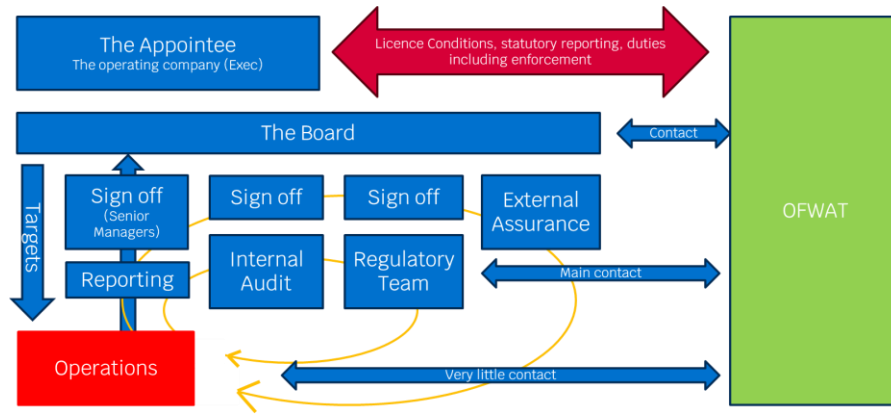 The Appointee
The operating company (Exec)
Licence Conditions, statutory reporting, duties
including enforcement
The Board
Contact
Targets
Sign off
(Senior
Managers)
Sign off
Sign off
External
Assurance
OFWAT
Reporting
Internal
Audit
Regulatory
Team
Main contact
Operations
Very little contact